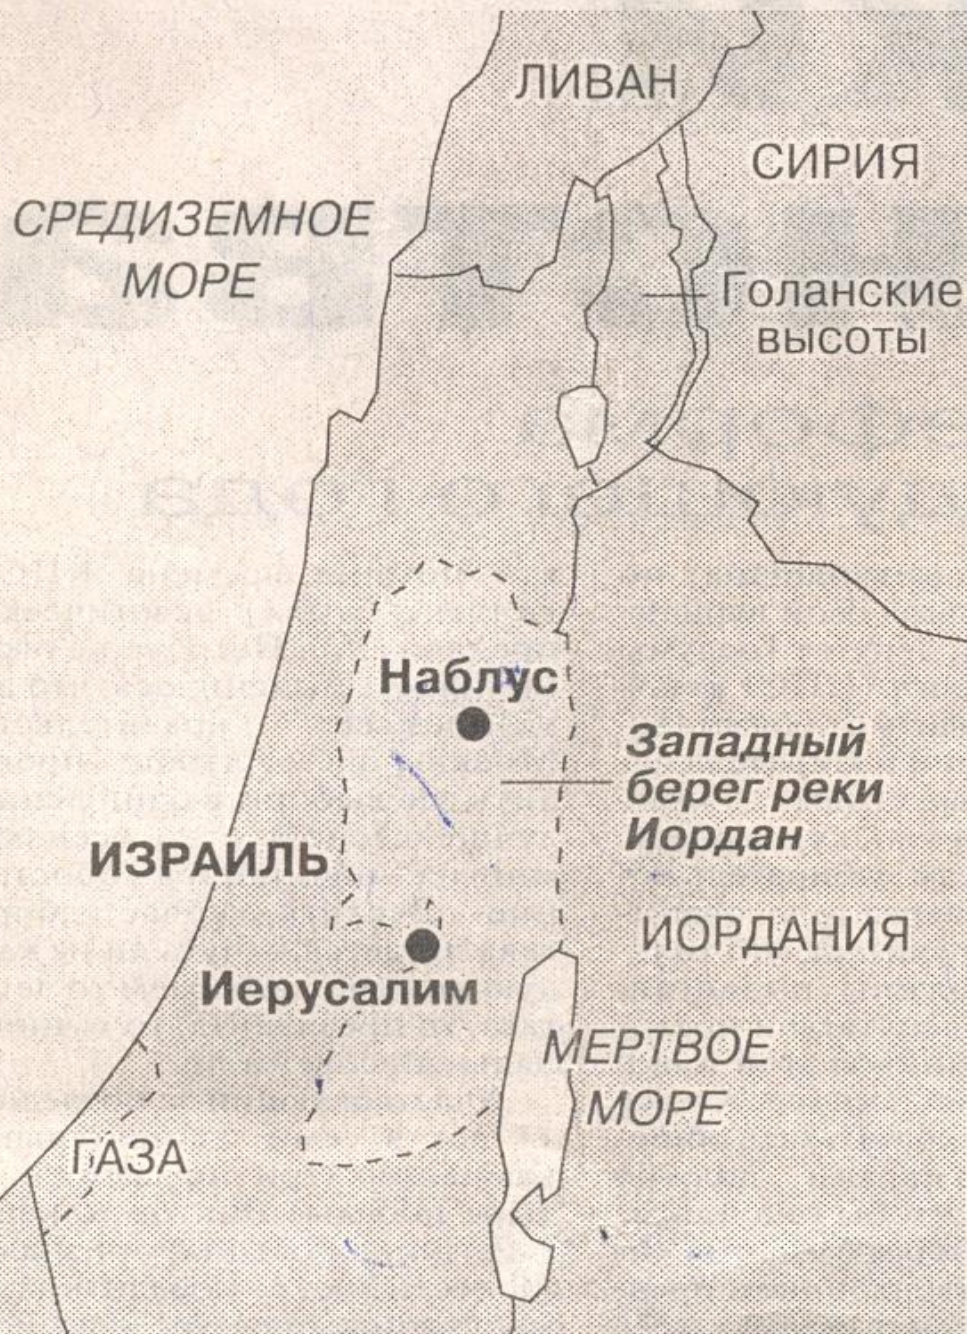 ЛИВАН
СИРИЯ
СРЕДИЗЕМНОЕ
МОРЕ
Голанские
высоты
Наблус
Западный
берег реки
Иордан
ИЗРАИЛЬ
ИОРДАНИЯ
Иерусалим
МЕРТВОЕ
МОРЕ
ГАЗА